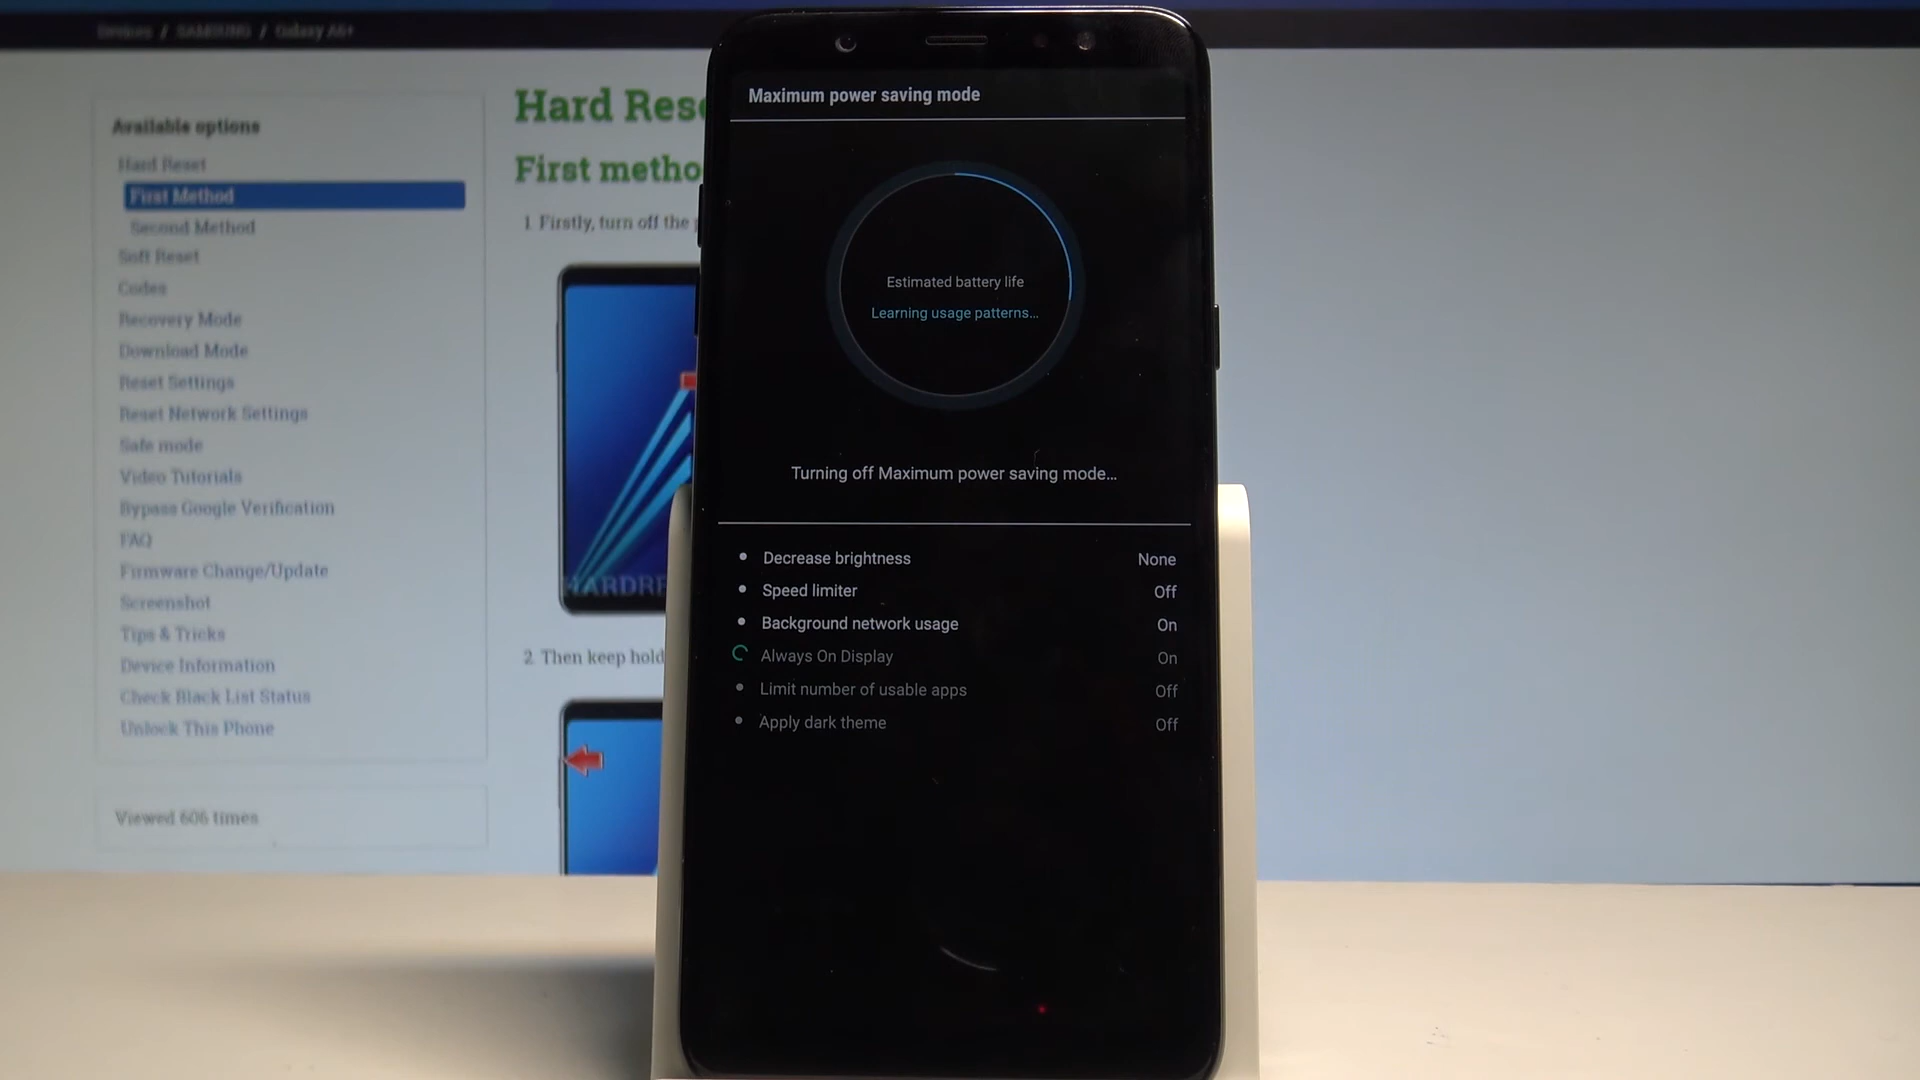 Devices / SAMSUNG / Galaxy A6+
Available options
Hard Reset
First Method
Second Method
Soft Reset
Codes
Recovery Mode
Download Mode
Reset Settings
Reset Network Settings
Safe mode
Video Tutorials
Bypass Google Verification
FAQ
Firmware Change/Update
Screenshot
Tips & Tricks
Device Information
Check Black List Status
Unlock This Phone
Viewed 606 times
Hard
First
1. Firstly, turn off the
2. Then keep hold
Maximum power saving mode
Estimated battery life
Learning usage patterns...
Turning off Maximum power saving mode...
Decrease brightness None
Speed limiter Off
Background network usage On
Always On Display On
Limit number of usable apps Off
Apply dark theme Off